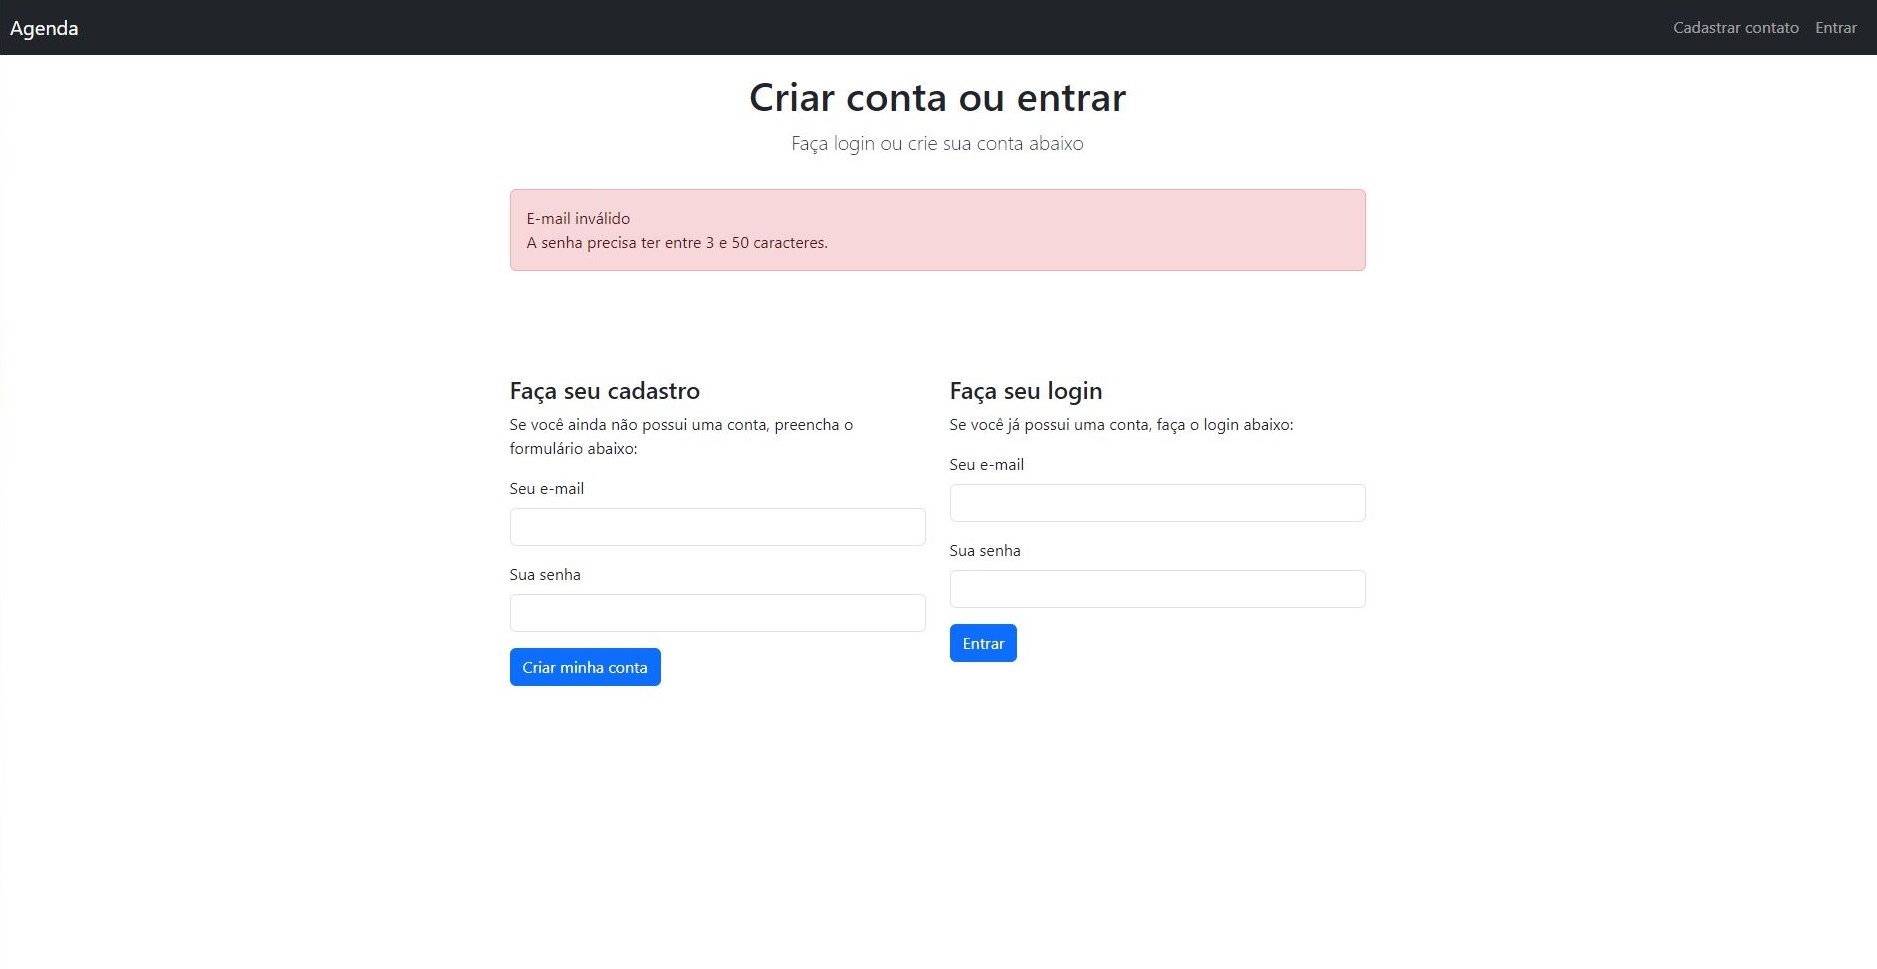 Agenda
Cadastrar contato
Entrar
Criar conta ou entrar
Faça login ou crie sua conta abaixo
E-mail inválido
A senha precisa ter entre 3 e 50 caracteres.
Faça seu cadastro
Se você ainda não possui uma conta, preencha o
formulário abaixo:
Seu e-mail
Sua senha
Criar minha conta
Faça seu login
Se você já possui uma conta, faça o login abaixo:
Seu e-mail
Sua senha
Entrar